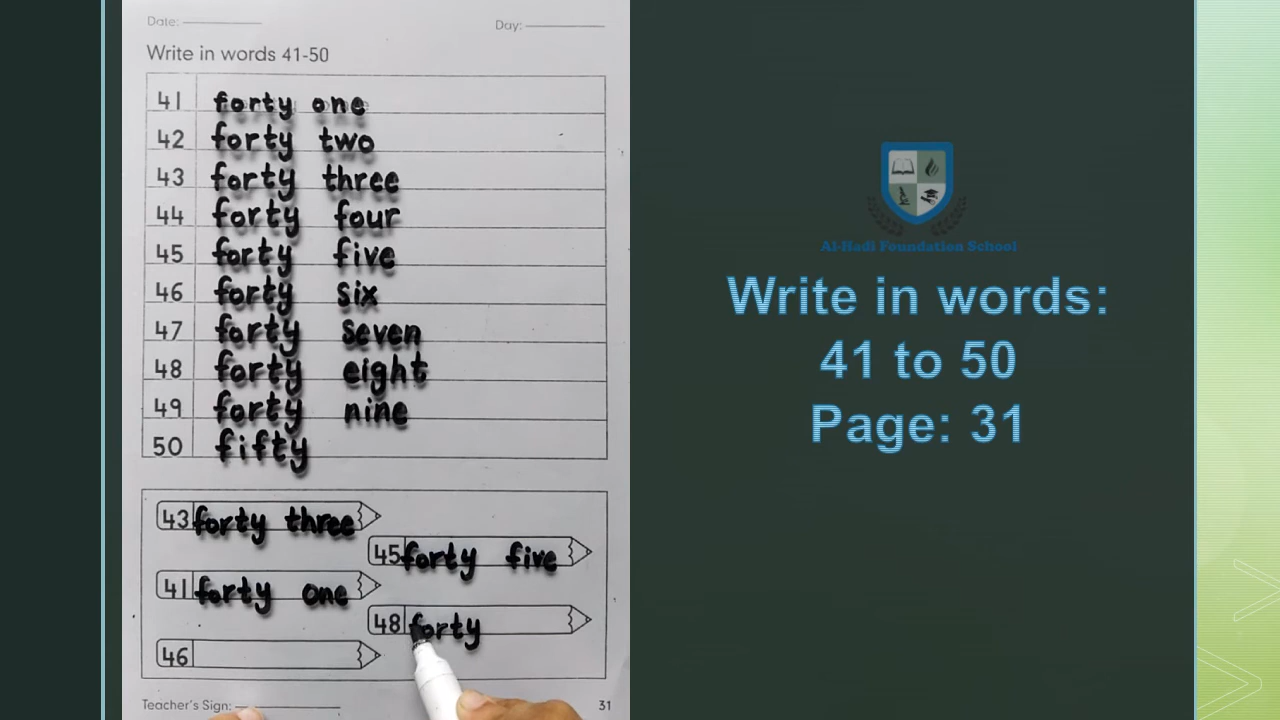 Date:
Day:
Write in words 41-50
41 forty one
42 forty two
43 forty three
44 forty four
45 forty five
46 forty six
47 forty seven
48 forty eight
49 forty nine
50 fifty
43 forty three
45 forty five
41 forty one
48 forty
46
Teacher's Sign:
31
Al-Hadi Foundation School
Write in words:
41 to 50
Page: 31